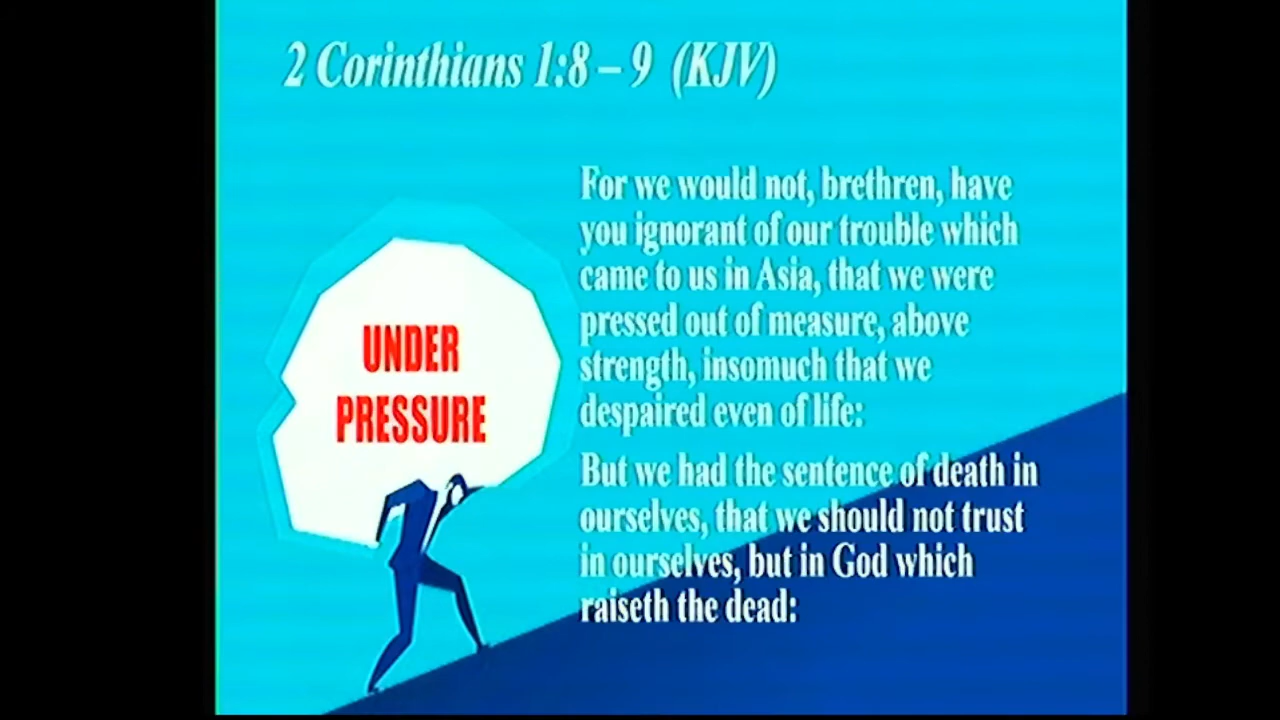 2 Corinthians 1:8 – 9 (KJV)
UNDER
PRESSURE
For we would not, brethren, have
you ignorant of our trouble which
came to us in Asia, that we were
pressed out of measure, above
strength, insomuch that we
despaired even of life:
But we had the sentence of death in
ourselves, that we should not trust
in ourselves, but in God which
raiseth the dead: